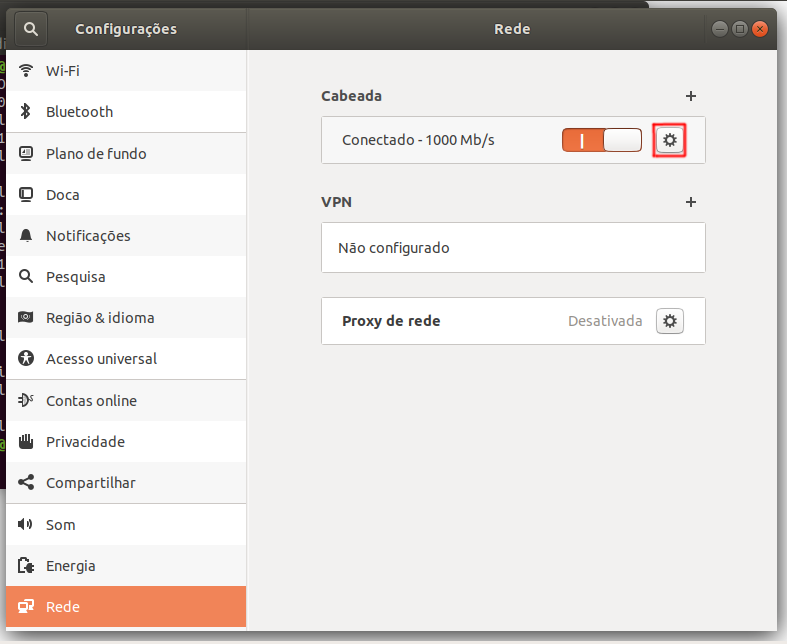 Configurações
Rede
Wi-Fi
Bluetooth
Plano de fundo
Doca
Notificações
Pesquisa
Região & idioma
Acesso universal
Contas online
Privacidade
Compartilhar
Som
Energia
Rede
Cabeada
Conectado - 1000 Mb/s
VPN
Não configurado
Proxy de rede Desativada